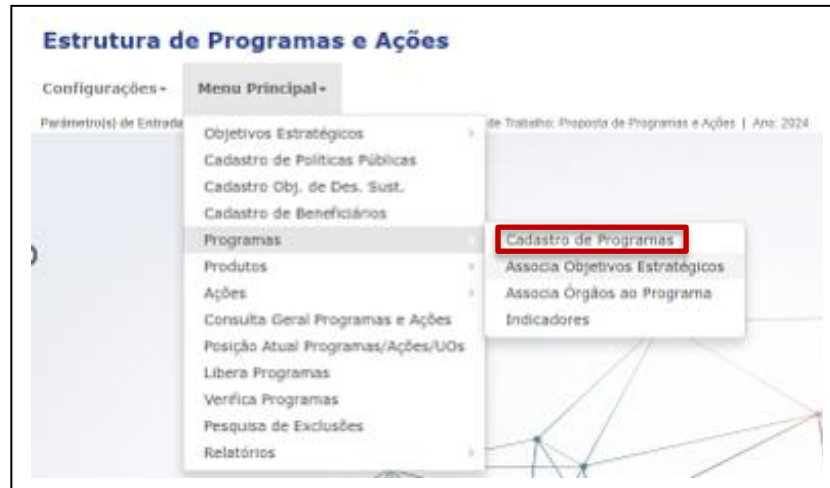 Estrutura de Programas e Ações
Configurações Menu Principal
Parâmetro(s) de Entrada de Trabalho: Proposta de Programas e Ações | Ano: 2024
Objetivos Estratégicos
Cadastro de Políticas Públicas
Cadastro Obj. de Des. Sust.
Cadastro de Beneficiários
Programas
Cadastro de Programas
Produtos
Associa Objetivos Estratégicos
Ações
Associa Órgãos ao Programa
Consulta Geral Programas e Ações
Indicadores
Posição Atual Programas/Ações/UOs
Libera Programas
Verifica Programas
Pesquisa de Exclusões
Relatórios